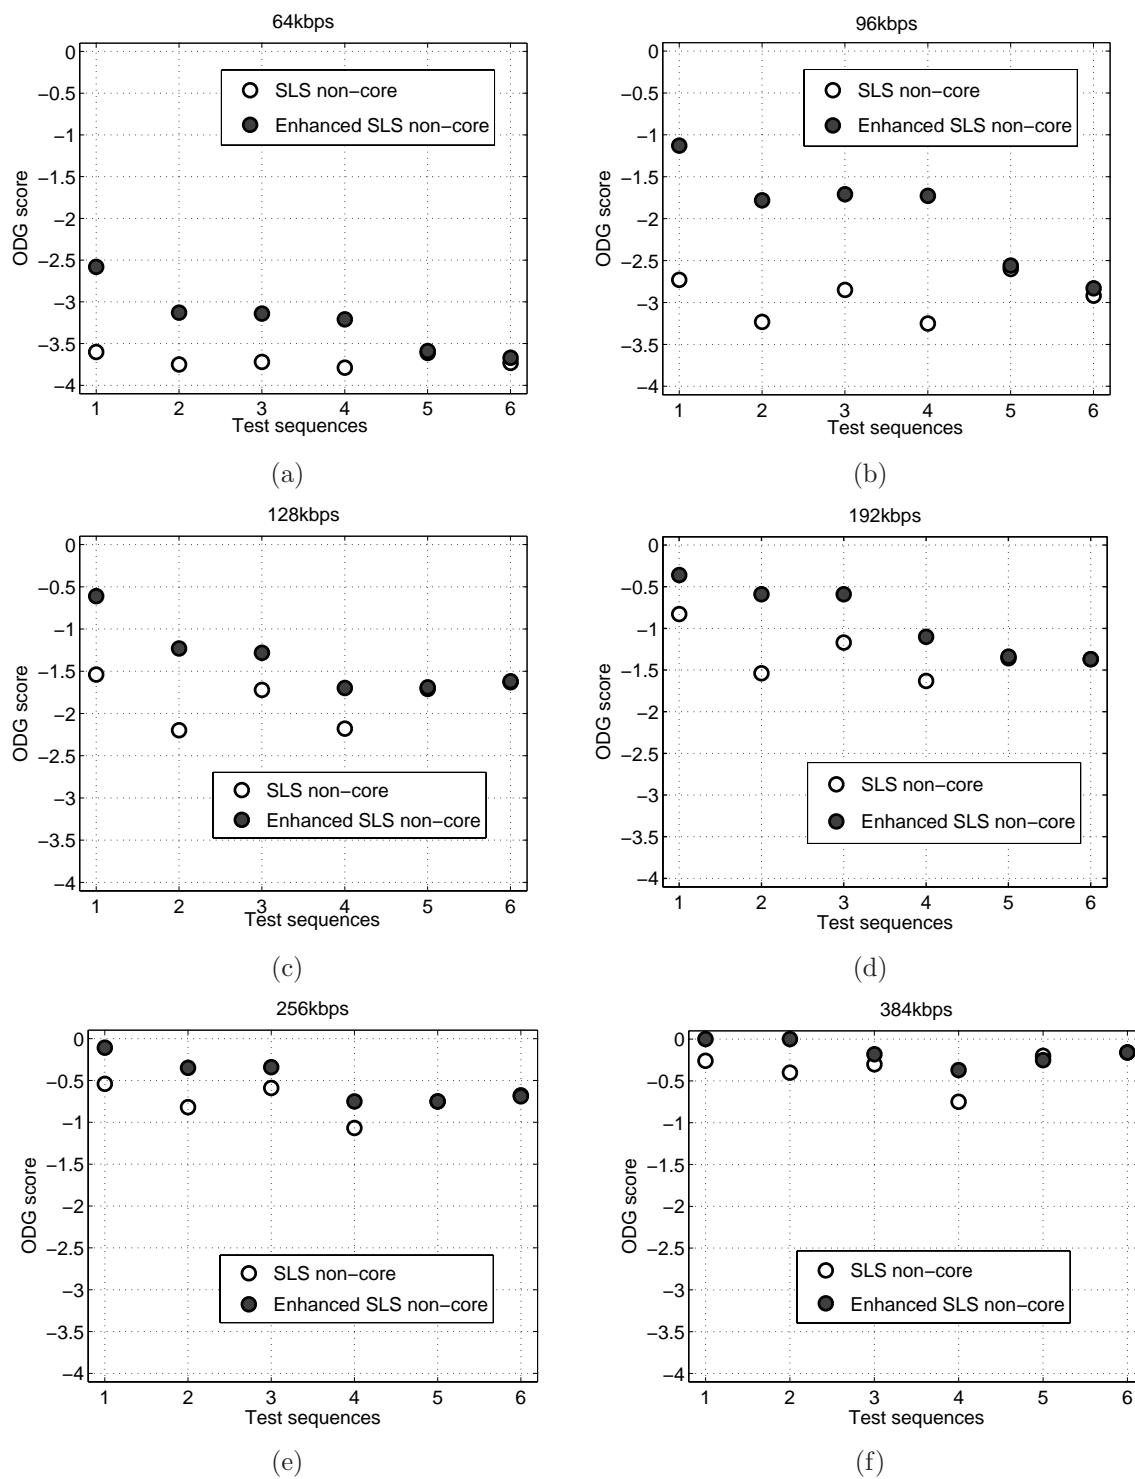 64kbps
0
−0.5
−1
−1.5
−2
−2.5
−3
−3.5
−4
ODG score
SLS non−core
Enhanced SLS non−core
1 2 3 4 5 6
Test sequences
(a)
96kbps
0
−0.5
−1
−1.5
−2
−2.5
−3
−3.5
−4
ODG score
SLS non−core
Enhanced SLS non−core
1 2 3 4 5 6
Test sequences
(b)
128kbps
0
−0.5
−1
−1.5
−2
−2.5
−3
−3.5
−4
ODG score
SLS non−core
Enhanced SLS non−core
1 2 3 4 5 6
Test sequences
(c)
192kbps
0
−0.5
−1
−1.5
−2
−2.5
−3
−3.5
−4
ODG score
SLS non−core
Enhanced SLS non−core
1 2 3 4 5 6
Test sequences
(d)
256kbps
0
−0.5
−1
−1.5
−2
−2.5
−3
−3.5
−4
ODG score
SLS non−core
Enhanced SLS non−core
1 2 3 4 5 6
Test sequences
(e)
384kbps
0
−0.5
−1
−1.5
−2
−2.5
−3
−3.5
−4
ODG score
SLS non−core
Enhanced SLS non−core
1 2 3 4 5 6
Test sequences
(f)